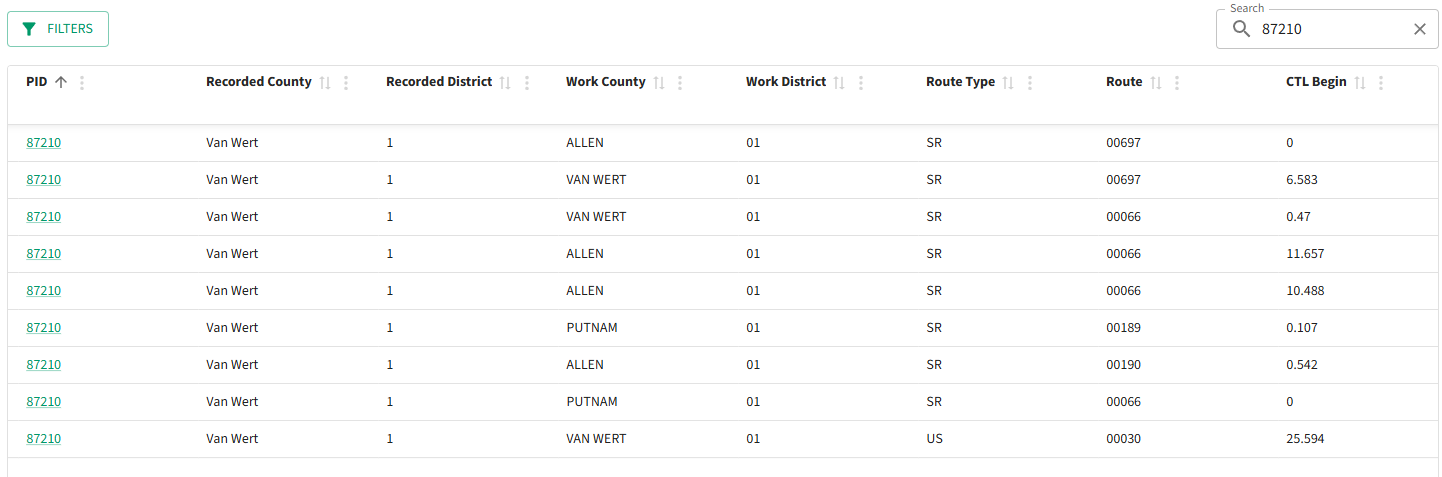 Search
FILTERS 87210
PID Recorded County Recorded District Work County Work District Route Type Route CTL Begin
87210 Van Wert 1 ALLEN 01 SR 00697 0
87210 Van Wert 1 VAN WERT 01 SR 00697 6.583
87210 Van Wert 1 VAN WERT 01 SR 00066 0.47
87210 Van Wert 1 ALLEN 01 SR 00066 11.657
87210 Van Wert 1 ALLEN 01 SR 00066 10.488
87210 Van Wert 1 PUTNAM 01 SR 00189 0.107
87210 Van Wert 1 ALLEN 01 SR 00190 0.542
87210 Van Wert 1 PUTNAM 01 SR 00066 0
87210 Van Wert 1 VAN WERT 01 US 00030 25.594